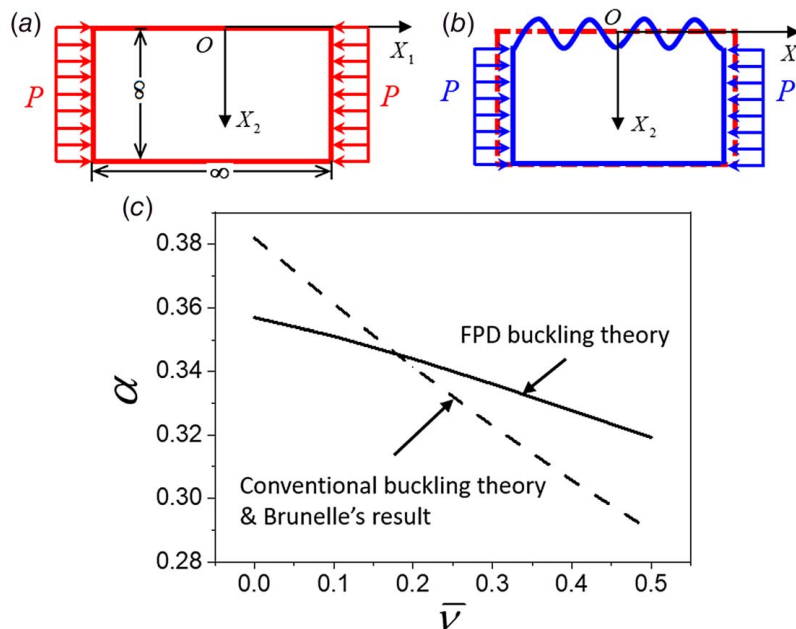 (a)
O
X₁
P
∞
P
X₂
∞
(b)
O
X
P
P
X₂
(c)
0.38
0.36
0.34
0.32
0.30
0.28
α
FPD buckling theory
Conventional buckling theory
& Brunelle's result
0.0 0.1 0.2 0.3 0.4 0.5
ν̄